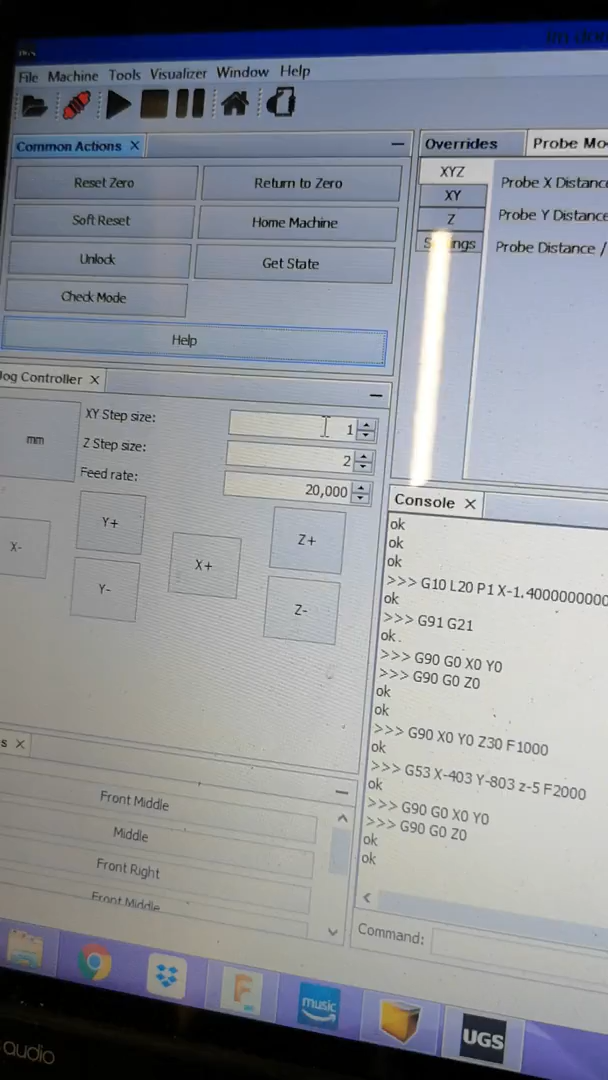 File Machine Tools Visualizer Window Help
Common Actions
Reset Zero
Return to Zero
Soft Reset
Home Machine
Unlock
Get State
Check Mode
Help
Overrides
Probe Mo
XYZ
XY
Z
Probe X Distance
Probe Y Distance
Probe Distance /
Jog Controller
mm
XY Step size:
1
Z Step size:
2
Feed rate:
20,000
X-
Y+
Y-
X+
Z+
Z-
Console
ok
ok
ok
>>> G10 L20 P1 X-1.4000000000
ok
>>> G91 G21
ok
>>> G90 G0 X0 Y0
>>> G90 G0 Z0
ok
ok
>>> G90 X0 Y0 Z30 F1000
ok
>>> G53 X-403 Y-803 z-5 F2000
ok
>>> G90 G0 X0 Y0
>>> G90 G0 Z0
ok
ok
Command:
s
Front Middle
Middle
Front Right
Front Middle
F
music
UGS
audio